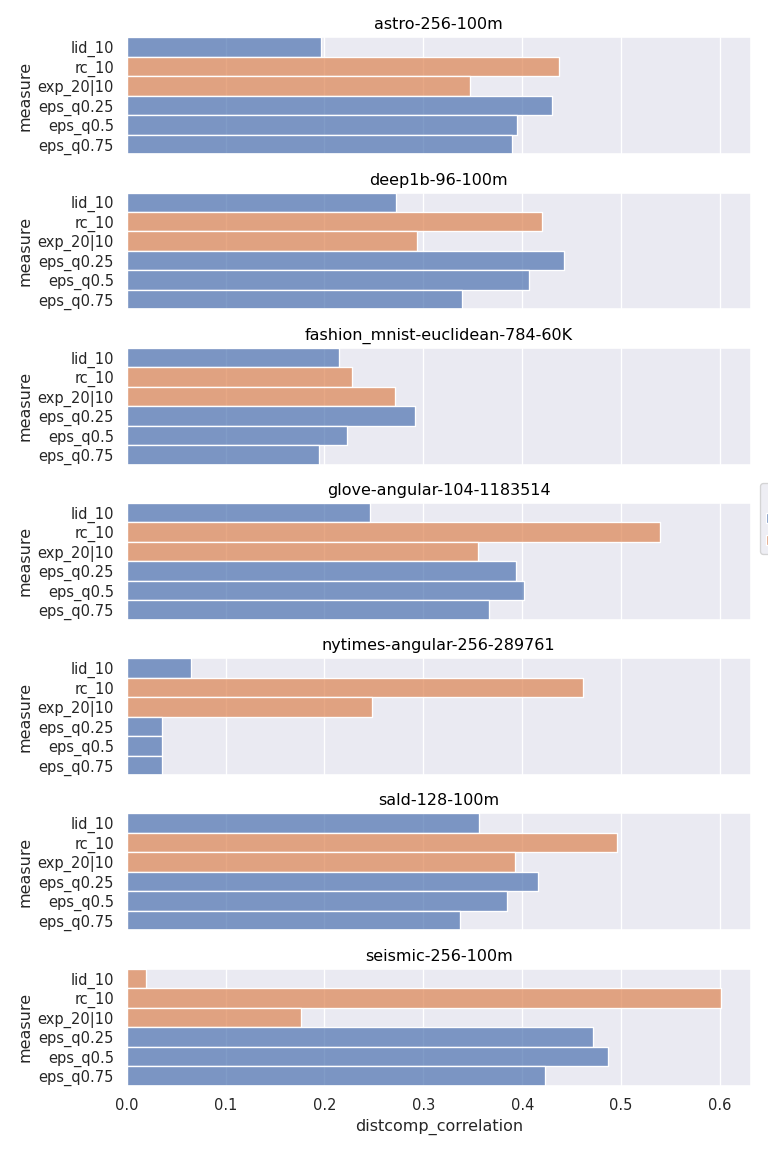 astro-256-100m
measure
lid_10
rc_10
exp_20|10
eps_q0.25
eps_q0.5
eps_q0.75
deep1b-96-100m
measure
lid_10
rc_10
exp_20|10
eps_q0.25
eps_q0.5
eps_q0.75
fashion_mnist-euclidean-784-60K
measure
lid_10
rc_10
exp_20|10
eps_q0.25
eps_q0.5
eps_q0.75
glove-angular-104-1183514
measure
lid_10
rc_10
exp_20|10
eps_q0.25
eps_q0.5
eps_q0.75
nytimes-angular-256-289761
measure
lid_10
rc_10
exp_20|10
eps_q0.25
eps_q0.5
eps_q0.75
sald-128-100m
measure
lid_10
rc_10
exp_20|10
eps_q0.25
eps_q0.5
eps_q0.75
seismic-256-100m
measure
lid_10
rc_10
exp_20|10
eps_q0.25
eps_q0.5
eps_q0.75
0.0 0.1 0.2 0.3 0.4 0.5 0.6
distcomp_correlation